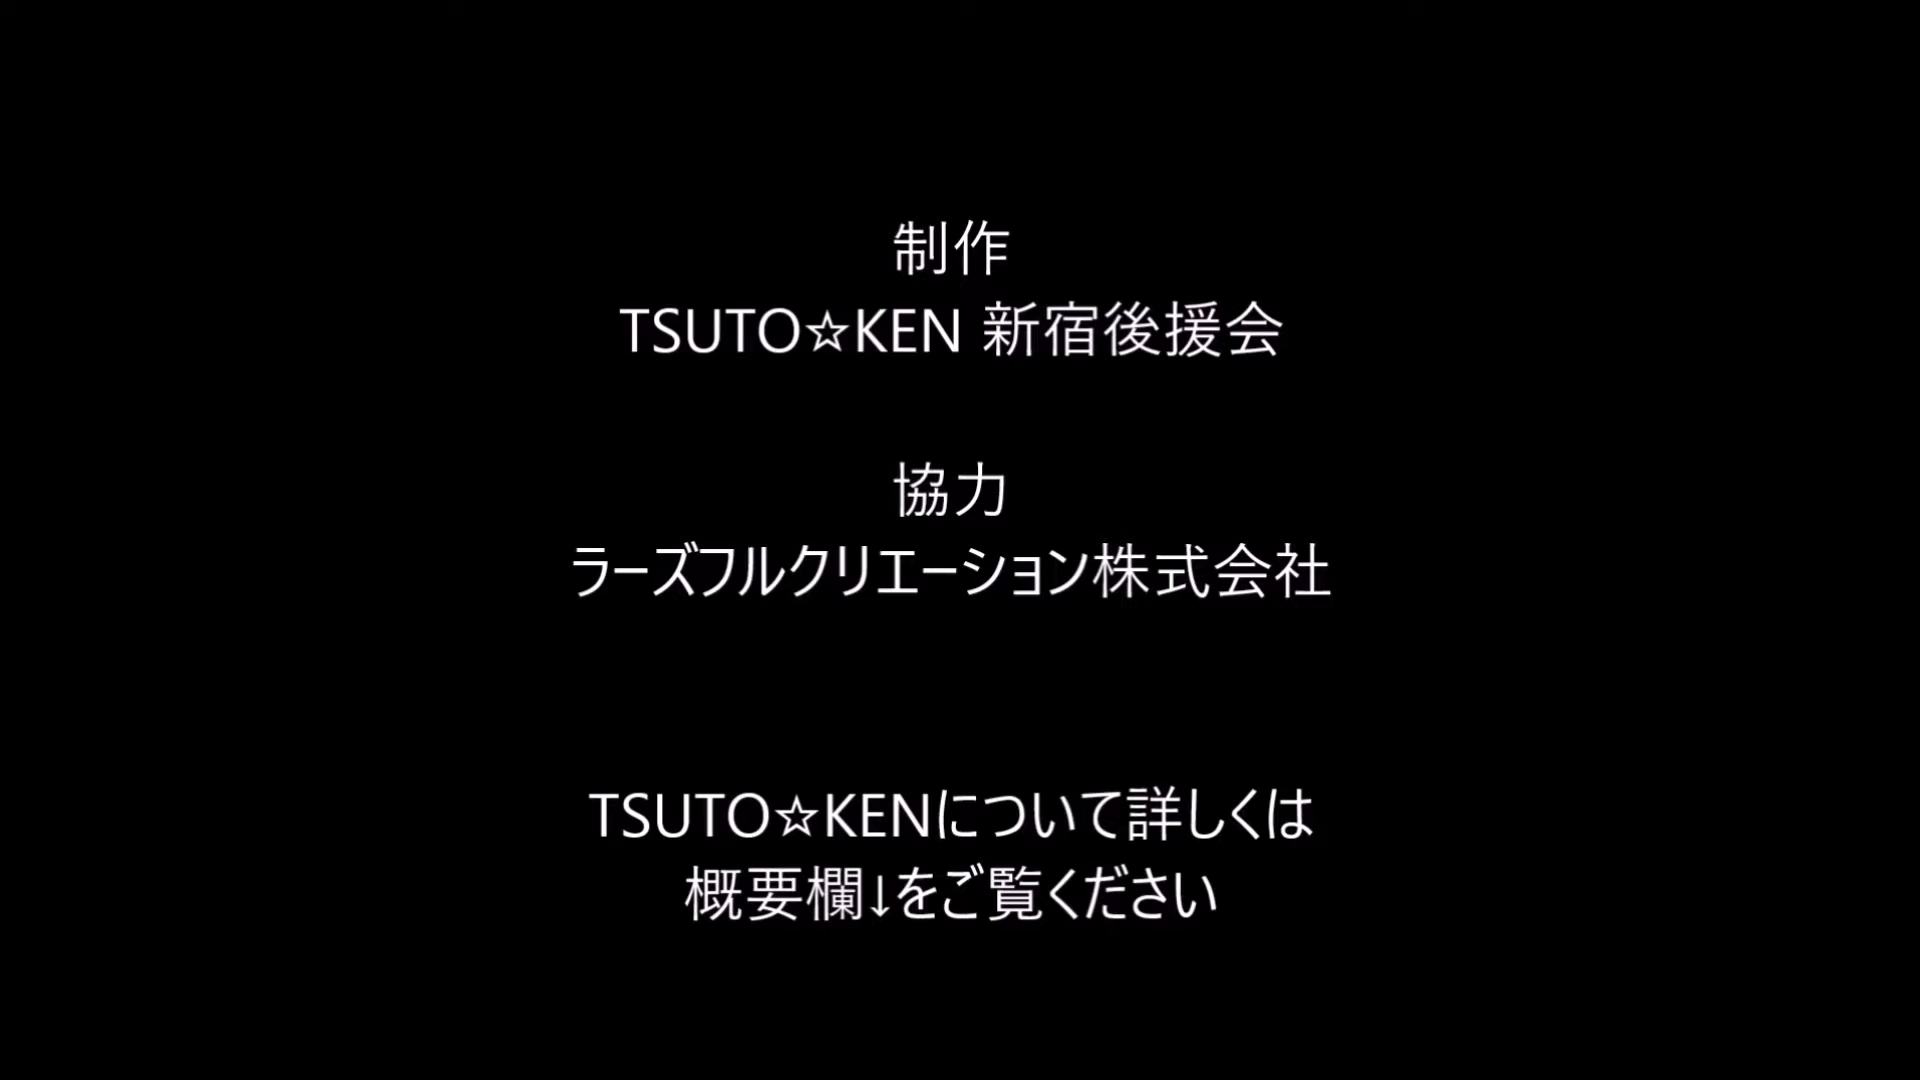 制作
TSUTO☆KEN 新宿後援会
協力
ラーズフルクリエーション株式会社
TSUTO☆KENについて詳しくは
概要欄↓をご覧ください